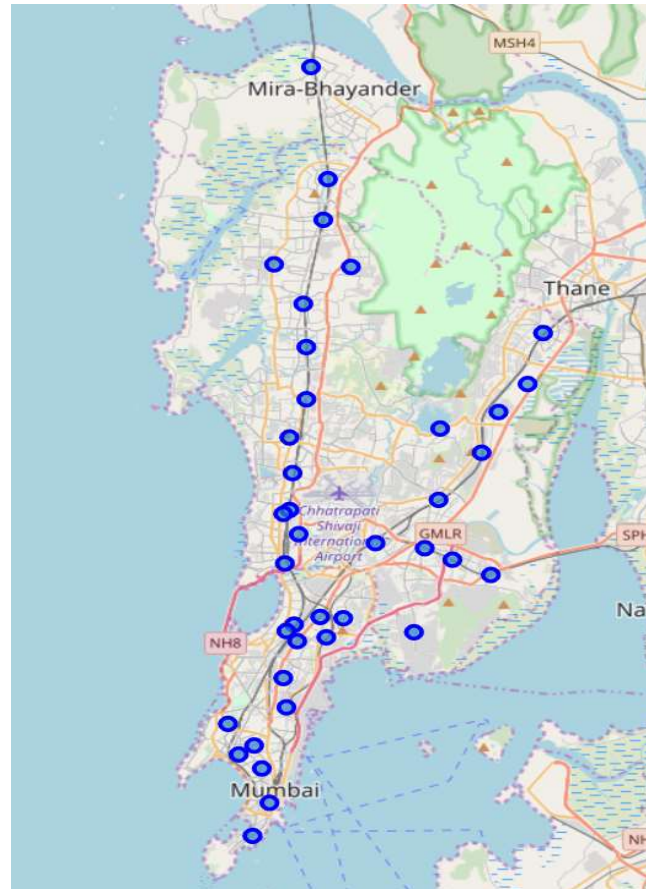 MSH4
Mira-Bhayander
Thane
Chhatrapati
Shivaji
International
Airport
GMLR
SPH
Na
NH8
Mumbai
NH